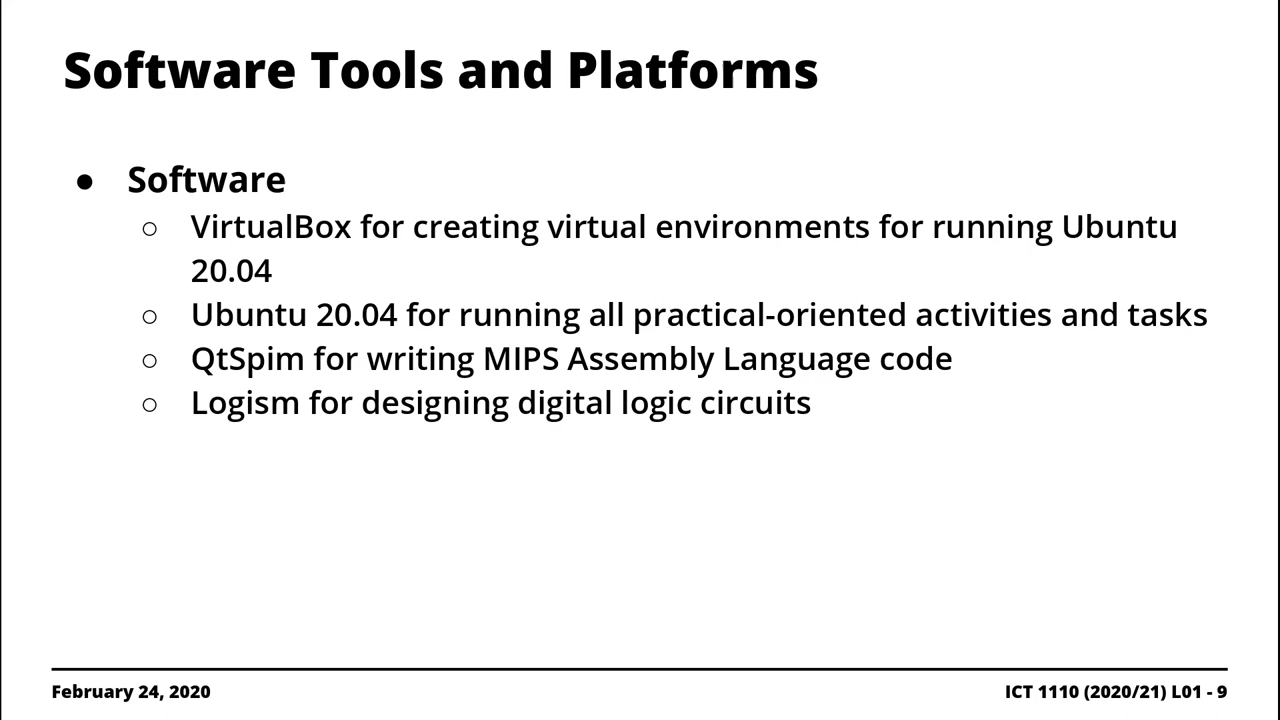 Software Tools and Platforms
● Software
○ VirtualBox for creating virtual environments for running Ubuntu
20.04
○ Ubuntu 20.04 for running all practical-oriented activities and tasks
○ QtSpim for writing MIPS Assembly Language code
○ Logism for designing digital logic circuits
February 24, 2020
ICT 1110 (2020/21) L01 - 9